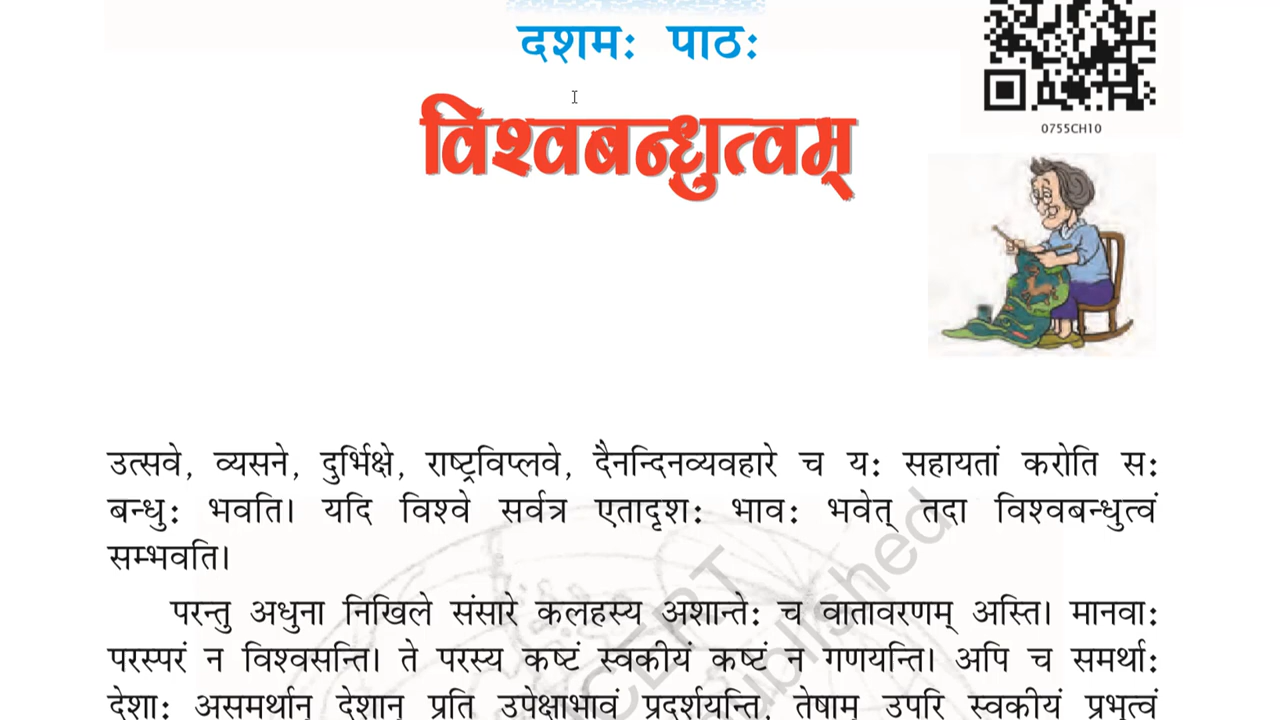 दशमः पाठः
विश्वबन्धुत्वम्
0755CH10
उत्सवे, व्यसने, दुर्भिक्षे, राष्ट्रविप्लवे, दैनन्दिनव्यवहारे च यः सहायतां करोति सः
बन्धुः भवति। यदि विश्वे सर्वत्र एतादृशः भावः भवेत् तदा विश्वबन्धुत्वं
सम्भवति।
परन्तु अधुना निखिले संसारे कलहस्य अशान्तेः च वातावरणम् अस्ति। मानवाः
परस्परं न विश्वसन्ति। ते परस्य कष्टं स्वकीयं कष्टं न गणयन्ति। अपि च समर्थाः
देशाः असमर्थान् देशान् प्रति उपेक्षाभावं प्रदर्शयन्ति, तेषाम् उपरि स्वकीयं प्रभुत्वं